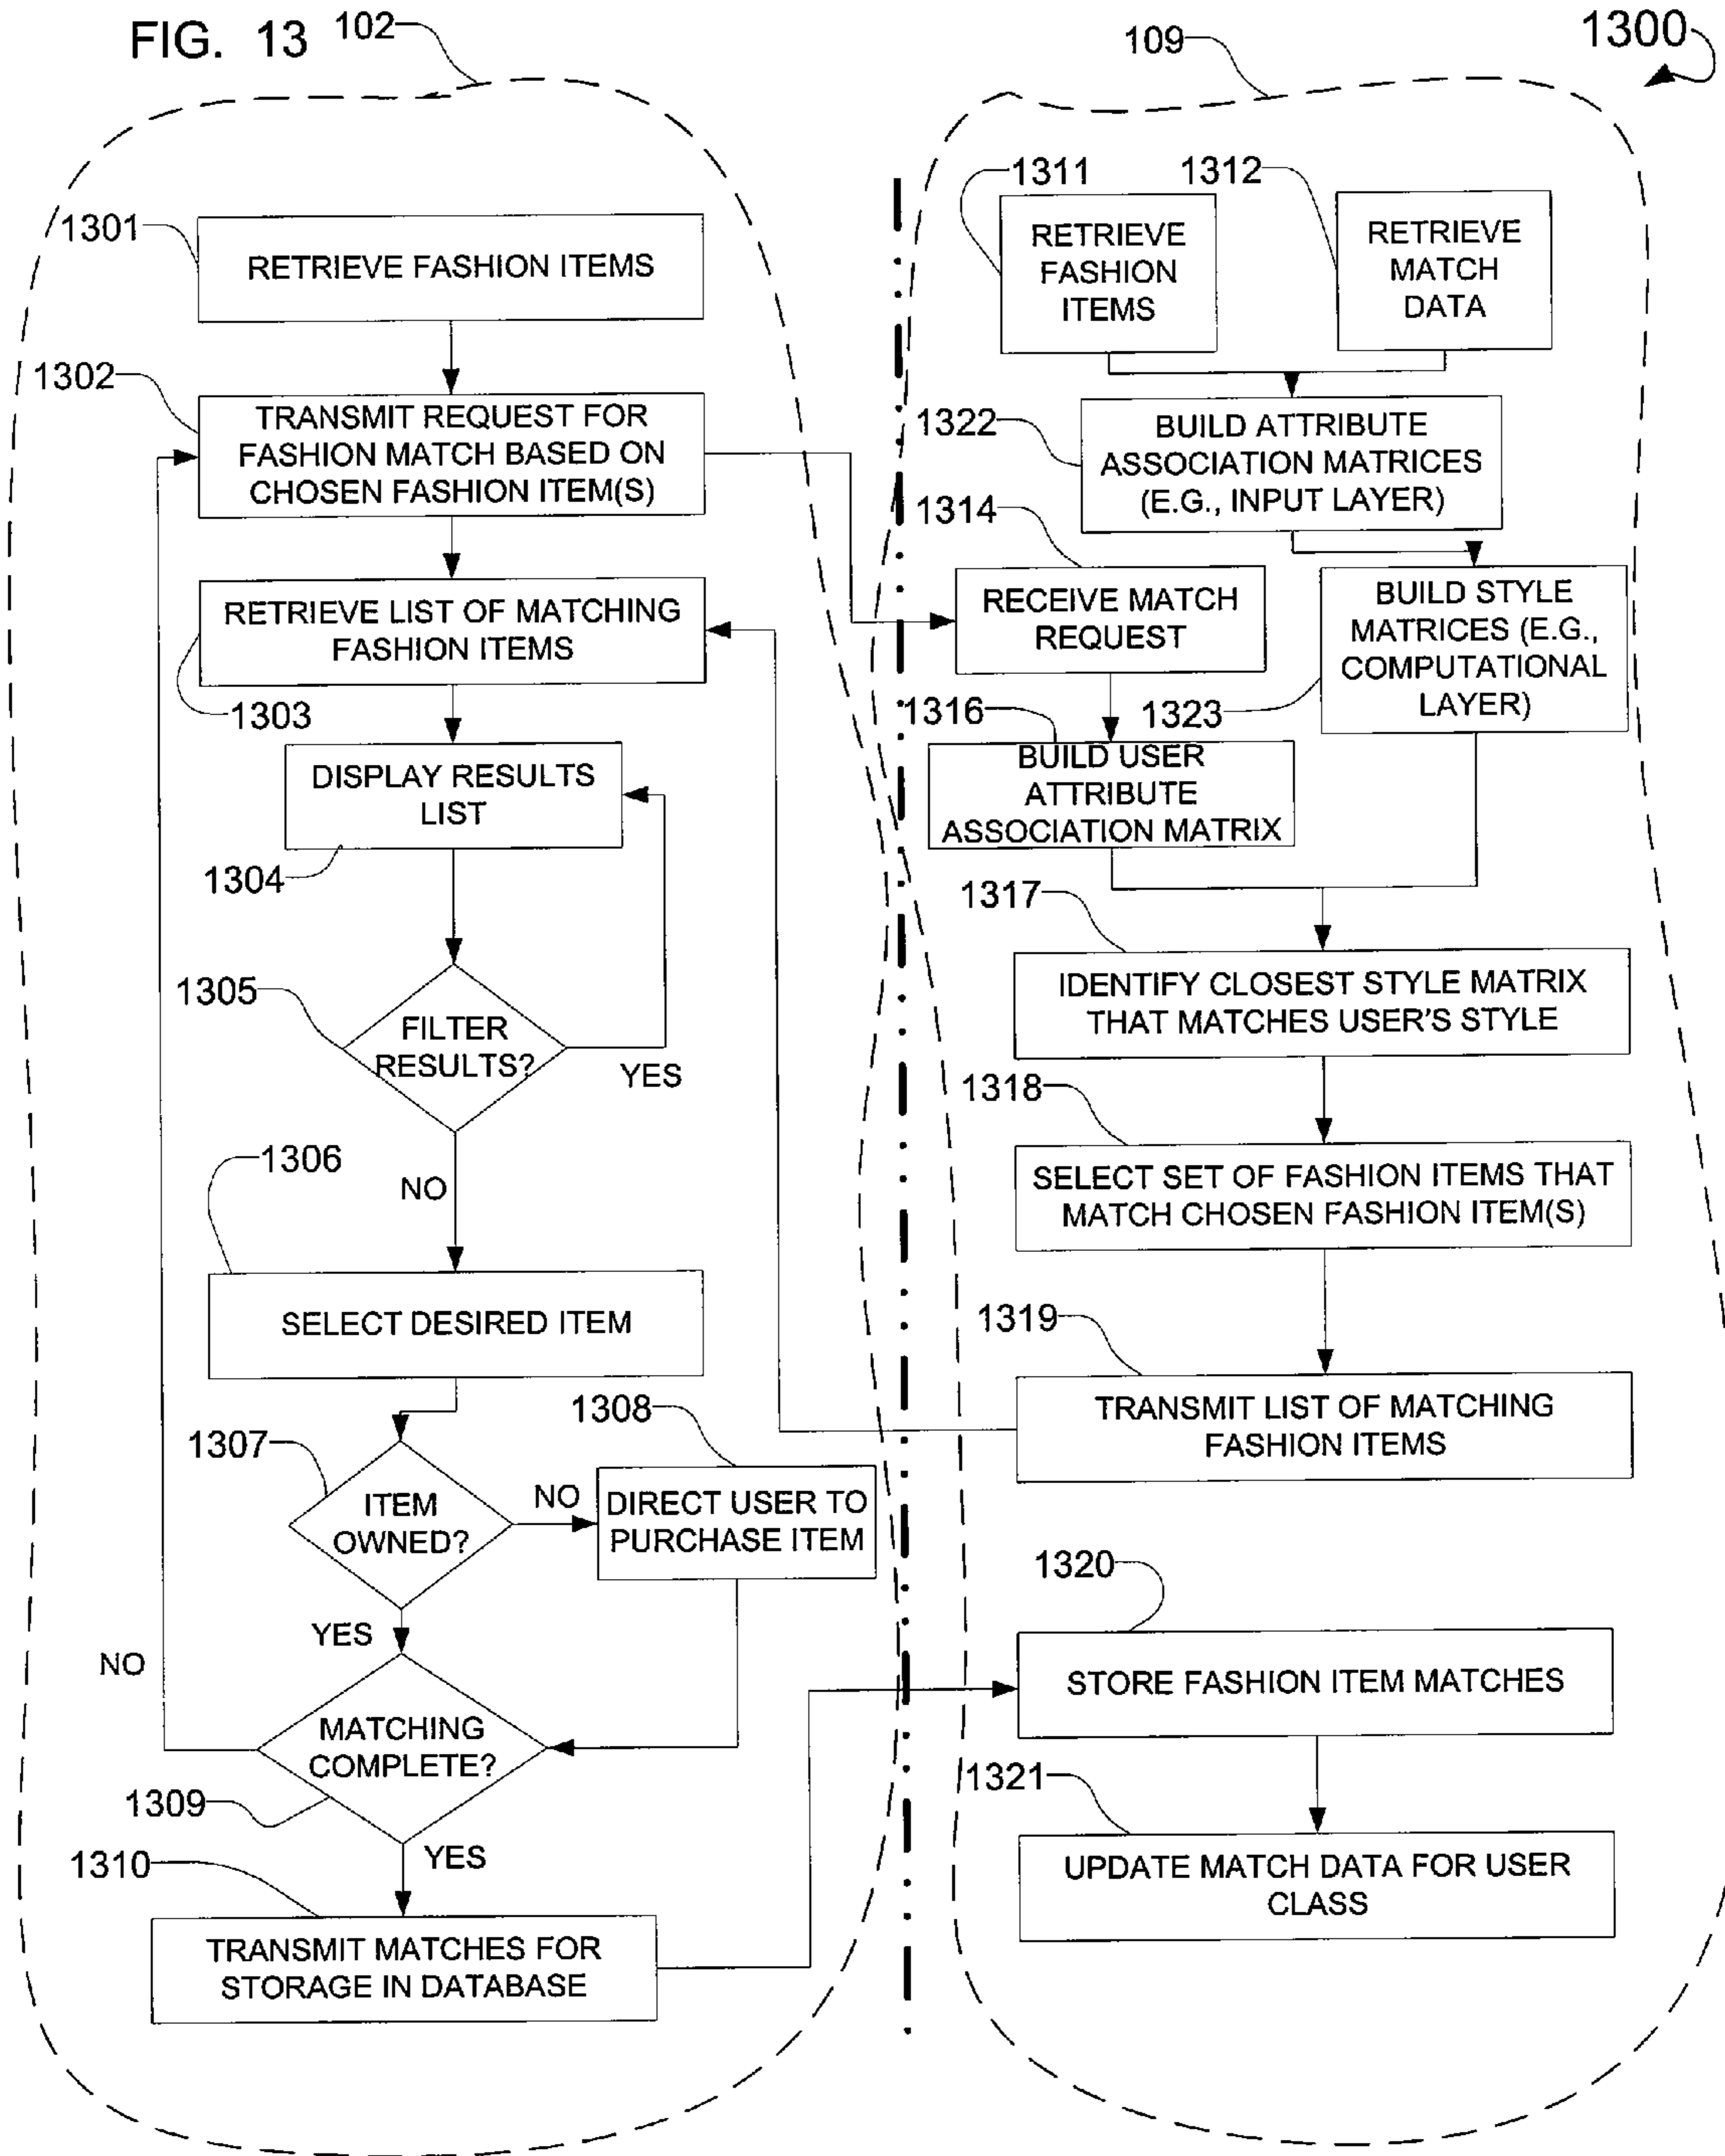 FIG. 13
102
109
1300
1301
RETRIEVE FASHION ITEMS
1302
TRANSMIT REQUEST FOR
FASHION MATCH BASED ON
CHOSEN FASHION ITEM(S)
RETRIEVE LIST OF MATCHING
FASHION ITEMS
1303
DISPLAY RESULTS
LIST
1304
1305
FILTER
RESULTS?
YES
NO
1306
SELECT DESIRED ITEM
1307
ITEM
OWNED?
NO
1308
DIRECT USER TO
PURCHASE ITEM
YES
NO
MATCHING
COMPLETE?
1309
YES
1310
TRANSMIT MATCHES FOR
STORAGE IN DATABASE
1311
RETRIEVE
FASHION
ITEMS
1312
RETRIEVE
MATCH
DATA
1322
BUILD ATTRIBUTE
ASSOCIATION MATRICES
(E.G., INPUT LAYER)
1314
RECEIVE MATCH
REQUEST
BUILD STYLE
MATRICES (E.G.,
COMPUTATIONAL
LAYER)
1323
1316
BUILD USER
ATTRIBUTE
ASSOCIATION MATRIX
1317
IDENTIFY CLOSEST STYLE MATRIX
THAT MATCHES USER'S STYLE
1318
SELECT SET OF FASHION ITEMS THAT
MATCH CHOSEN FASHION ITEM(S)
1319
TRANSMIT LIST OF MATCHING
FASHION ITEMS
1320
STORE FASHION ITEM MATCHES
1321
UPDATE MATCH DATA FOR USER
CLASS